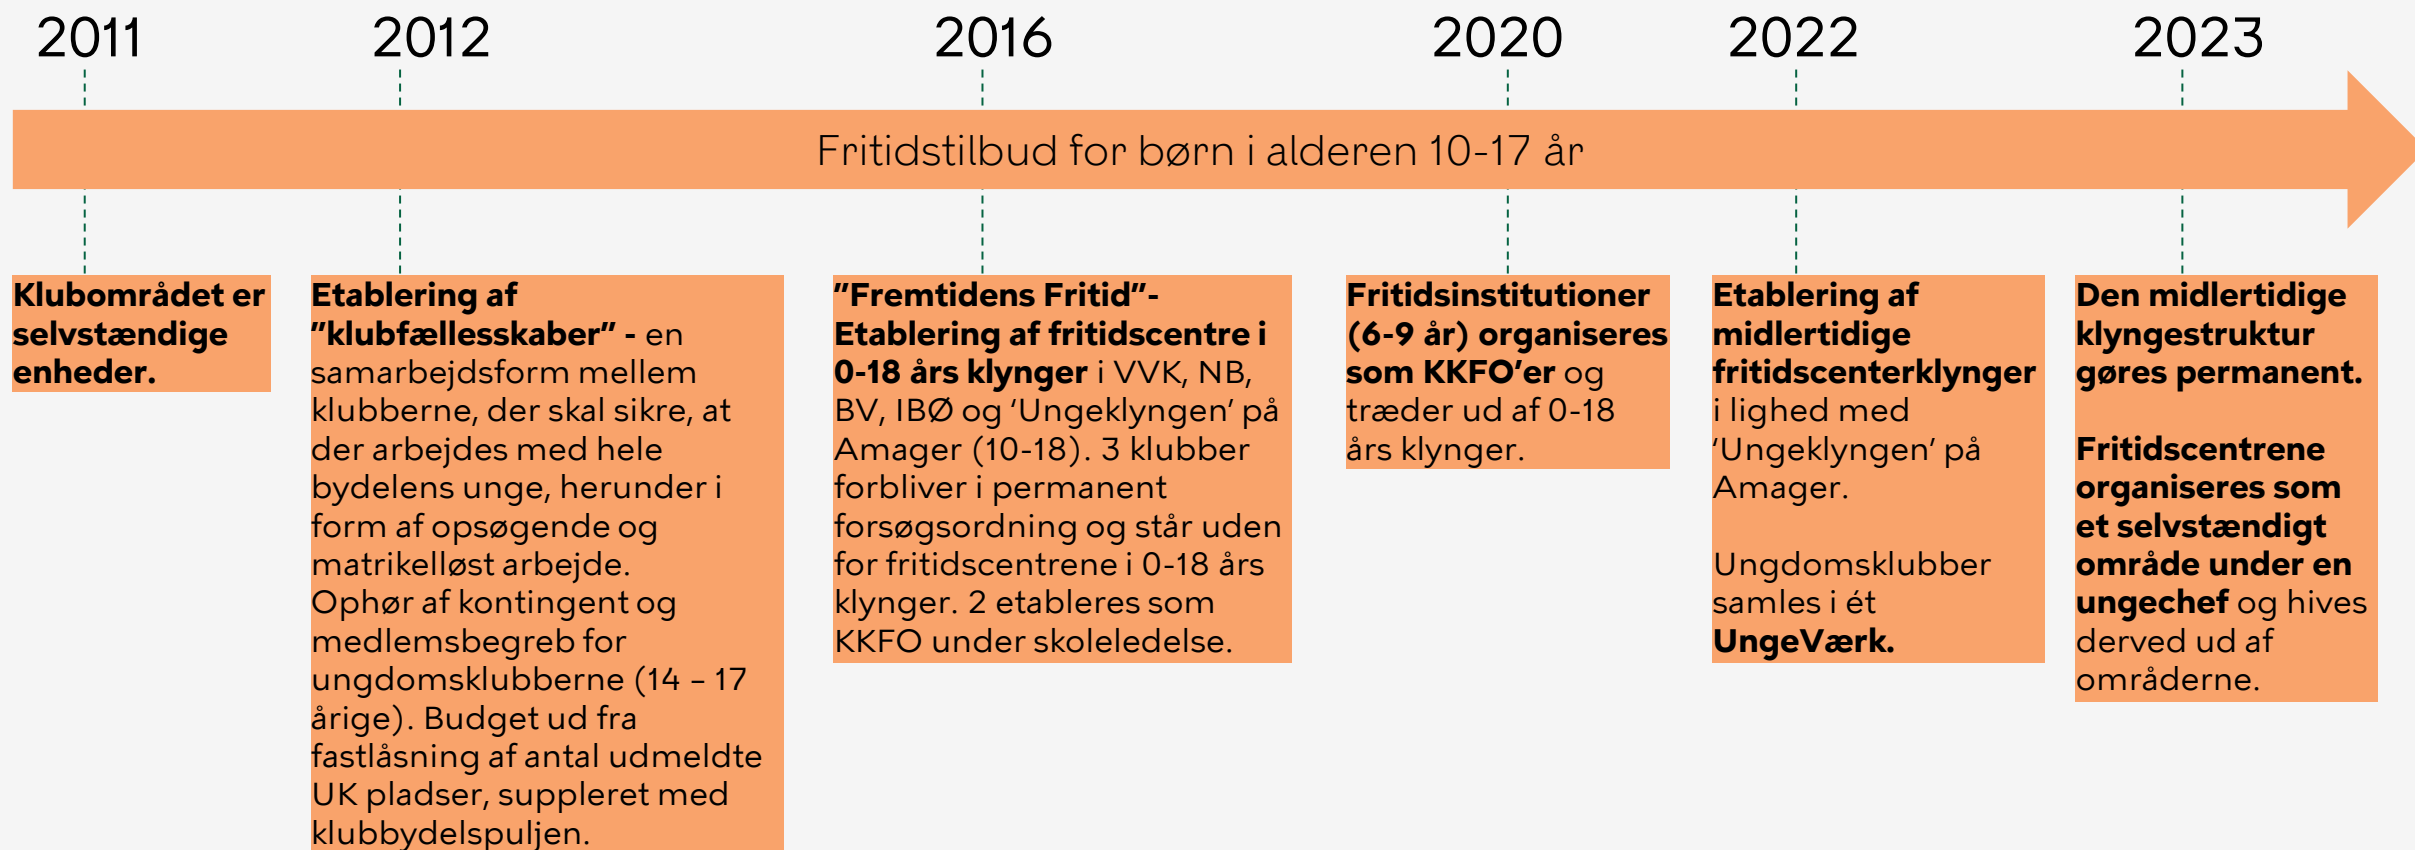 2011
2012
2016
2020
2022
2023
Fritidstilbud for børn i alderen 10-17 år
Klubområdet er
selvstændige
enheder.
Etablering af
”klubfællesskaber” - en
samarbejdsform mellem
klubberne, der skal sikre, at
der arbejdes med hele
bydelens unge, herunder i
form af opsøgende og
matrikelløst arbejde.
Ophør af kontingent og
medlemsbegreb for
ungdomsklubberne (14 – 17
årige). Budget ud fra
fastlåsning af antal udmeldte
UK pladser, suppleret med
klubbydelspuljen.
”Fremtidens Fritid”-
Etablering af fritidscentre i
0-18 års klynger i VVK, NB,
BV, IBØ og ‘Ungeklyngen’ på
Amager (10-18). 3 klubber
forbliver i permanent
forsøgsordning og står uden
for fritidscentrene i 0-18 års
klynger. 2 etableres som
KKFO under skoleledelse.
Fritidsinstitutioner
(6-9 år) organiseres
som KKFO’er og
træder ud af 0-18
års klynger.
Etablering af
midlertidige
fritidscenterklynger
i lighed med
‘Ungeklyngen’ på
Amager.
Ungdomsklubber
samles i ét
UngeVærk.
Den midlertidige
klyngestruktur
gøres permanent.
Fritidscentrene
organiseres som
et selvstændigt
område under en
ungechef og hives
derved ud af
områderne.